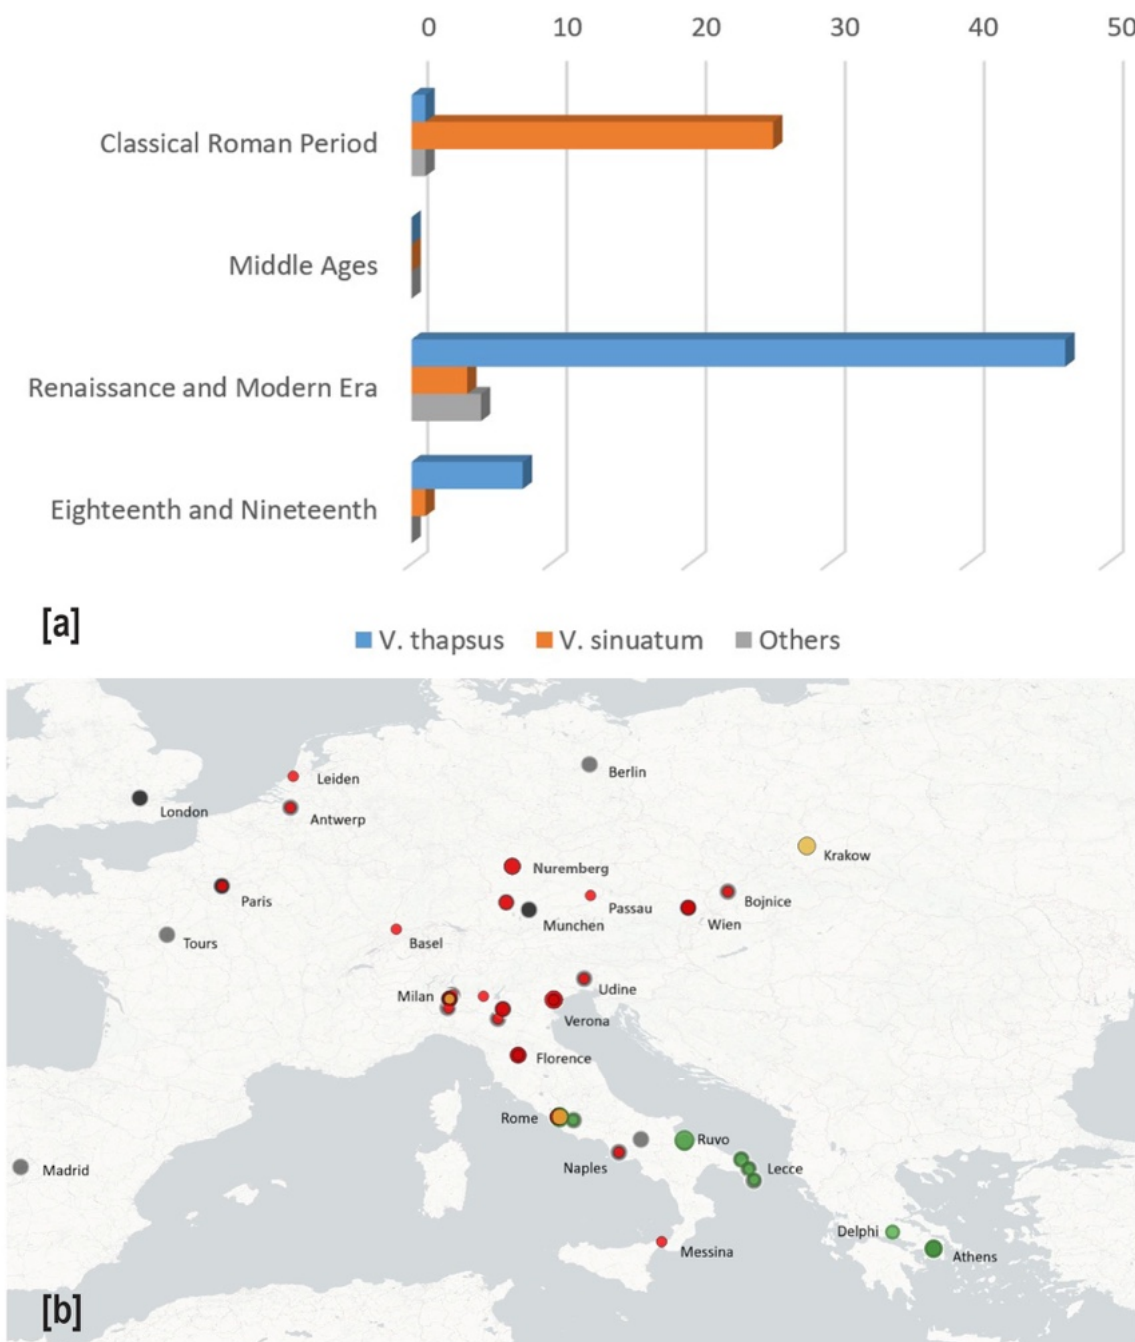 0 10 20 30 40 50
Classical Roman Period
Middle Ages
Renaissance and Modern Era
Eighteenth and Nineteenth
[a]
V. thapsus V. sinuatum Others
Leiden
Berlin
London
Antwerp
Krakow
Nuremberg
Paris
Passau
Bojnice
Munchen
Wien
Tours
Basel
Udine
Milan
Verona
Florence
Rome
Ruvo
Madrid
Naples
Lecce
Delphi
Messina
Athens
[b]